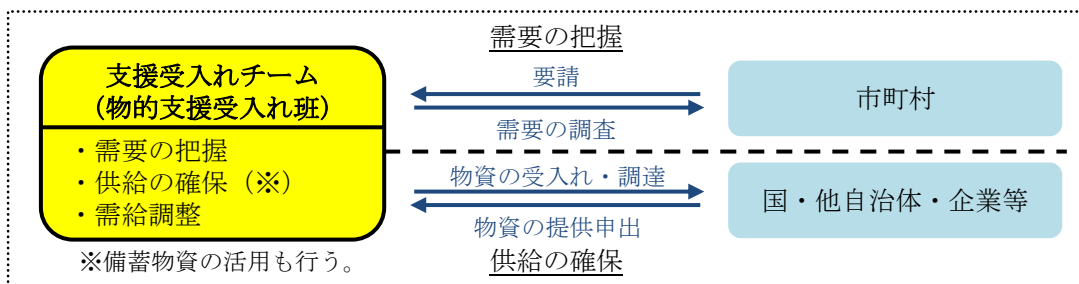 需要の把握
支援受入れチーム
（物的支援受入れ班）
・需要の把握
・供給の確保（※）
・需給調整
※備蓄物資の活用も行う。
要請
需要の調査
市町村
物資の受入れ・調達
物資の提供申出
国・他自治体・企業等
供給の確保